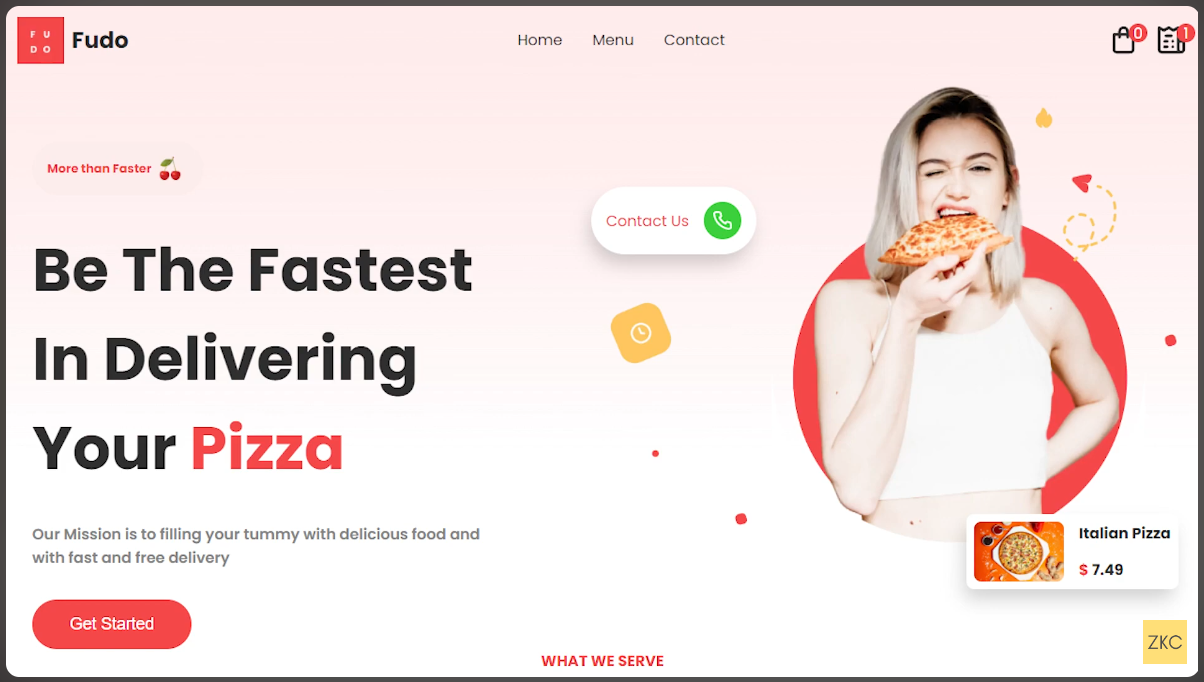 F U
D O
Fudo
Home
Menu
Contact
0
1
More than Faster
Contact Us
Be The Fastest
In Delivering
Your Pizza
Our Mission is to filling your tummy with delicious food and
with fast and free delivery
Italian Pizza
$ 7.49
Get Started
ZKC
WHAT WE SERVE